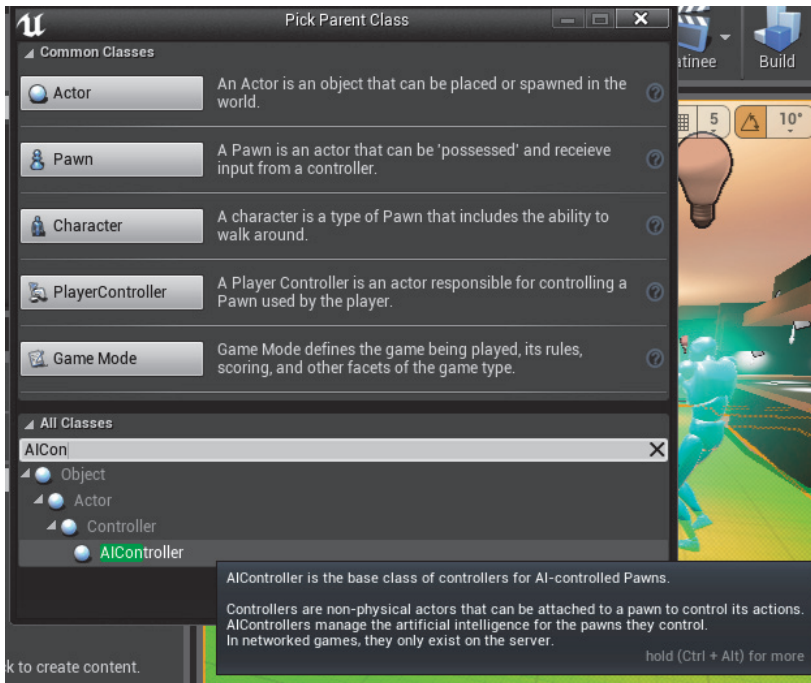 Pick Parent Class
Common Classes
Actor
An Actor is an object that can be placed or spawned in the
world.
Pawn
A Pawn is an actor that can be 'possessed' and receieve
input from a controller.
Character
A character is a type of Pawn that includes the ability to
walk around.
PlayerController
A Player Controller is an actor responsible for controlling a
Pawn used by the player.
Game Mode
Game Mode defines the game being played, its rules,
scoring, and other facets of the game type.
All Classes
AICon
Object
Actor
Controller
AIController
AIController is the base class of controllers for AI-controlled Pawns.
Controllers are non-physical actors that can be attached to a pawn to control its actions.
AIControllers manage the artificial intelligence for the pawns they control.
In networked games, they only exist on the server.
hold (Ctrl + Alt) for more
to create content.
atinee
Build
5
10°